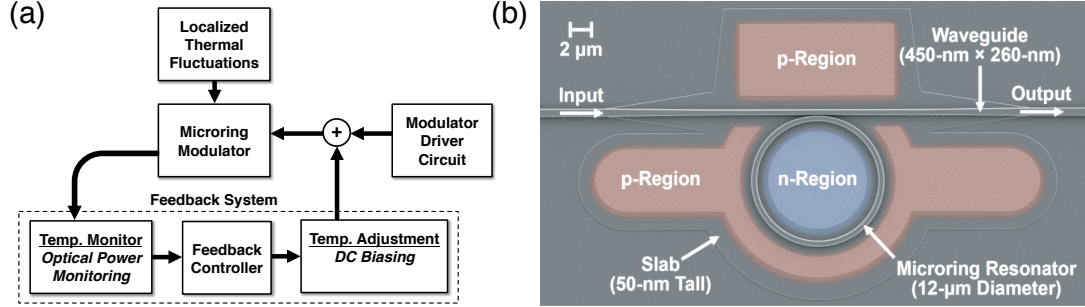 (a)
Localized
Thermal
Fluctuations
Microring
Modulator
+
Modulator
Driver
Circuit
Feedback System
Temp. Monitor
Optical Power
Monitoring
Feedback
Controller
Temp. Adjustment
DC Biasing
(b)
2 µm
p-Region
Waveguide
(450-nm × 260-nm)
Input
Output
p-Region
n-Region
Slab
(50-nm Tall)
Microring Resonator
(12-µm Diameter)